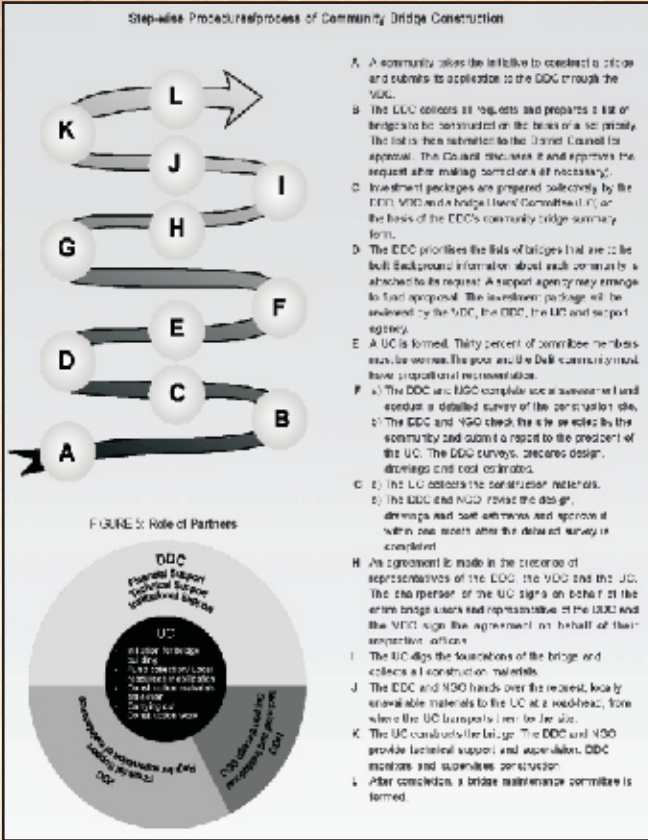 Step-wise Procedures/process of Community Bridge Construction
L
K
J
I
H
G
F
E
D
C
B
A
A A community takes the initiative to construct a bridge
and submits its application to the DDC through the
VDC.
B The DDC collects all requests and prepares a list of
bridges to be constructed on the basis of a set priority.
The list is then submitted to the District Council for
approval. The Council discusses it and approves the
request after making corrections (if necessary).
C Investment packages are prepared collectively by the
DDC, VDC and a bridge Users' Committee (UC) on
the basis of the DDC's community bridge summary
form.
D The DDC prioritises the lists of bridges that are to be
built Background information about each community is
attached to its request. A support agency may arrange
to fund a proposal. The investment package will be
reviewed by the VDC, the DDC, the UC and support
agency.
E A UC is formed. Thirty percent of committee members
must be women. The poor and the Dalit community must
have proportional representation.
F a) The DDC and NGO complete social assessment and
conduct a detailed survey of the construction site.
b) The DDC and NGO check the site selected by the
community and submit a report to the president of
the UC. The DDC surveys, prepares design,
drawings and cost estimates.
G a) The UC collects the construction materials.
b) The DDC and NGO revise the design,
drawings and cost estimates and approve it
within one month after the detailed survey is
completed
H An agreement is made in the presence of
representatives of the DDC, the VDC and the UC.
The chairperson of the UC signs on behalf of the
entire bridge users and representative of the DDC and
the VDC sign the agreement on behalf of their
respective offices
I The UC digs the foundations of the bridge and
collects all construction materials.
J The DDC and NGO hands over the request, locally
unavailable materials to the UC at a road-head, from
where the UC transports them to the site.
K The UC constructs the bridge. The DDC and NGO
provide technical support and supervision. DDC
monitors and supervises construction
L After completion, a bridge maintenance committee is
formed.
FIGURE 5: Role of Partners
DDC
Financial Support
Technical Support
Institutional Support
UC
Initiation for bridge
building
Fund collection/Local
resources mobilization
Construction materials
Carrying out
Construction work
VDC
Financial Support
NGO